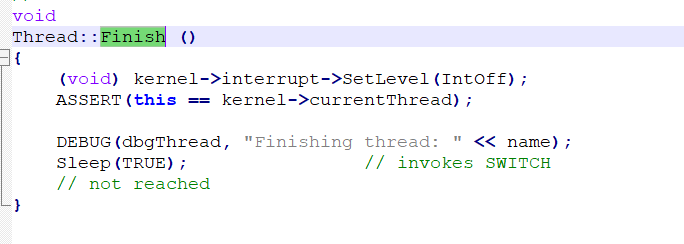 void
Thread::Finish ()
{
    (void) kernel->interrupt->SetLevel(IntOff);
    ASSERT(this == kernel->currentThread);
    DEBUG(dbgThread, "Finishing thread: " << name);
    Sleep(TRUE);                    // invokes SWITCH
    // not reached
}